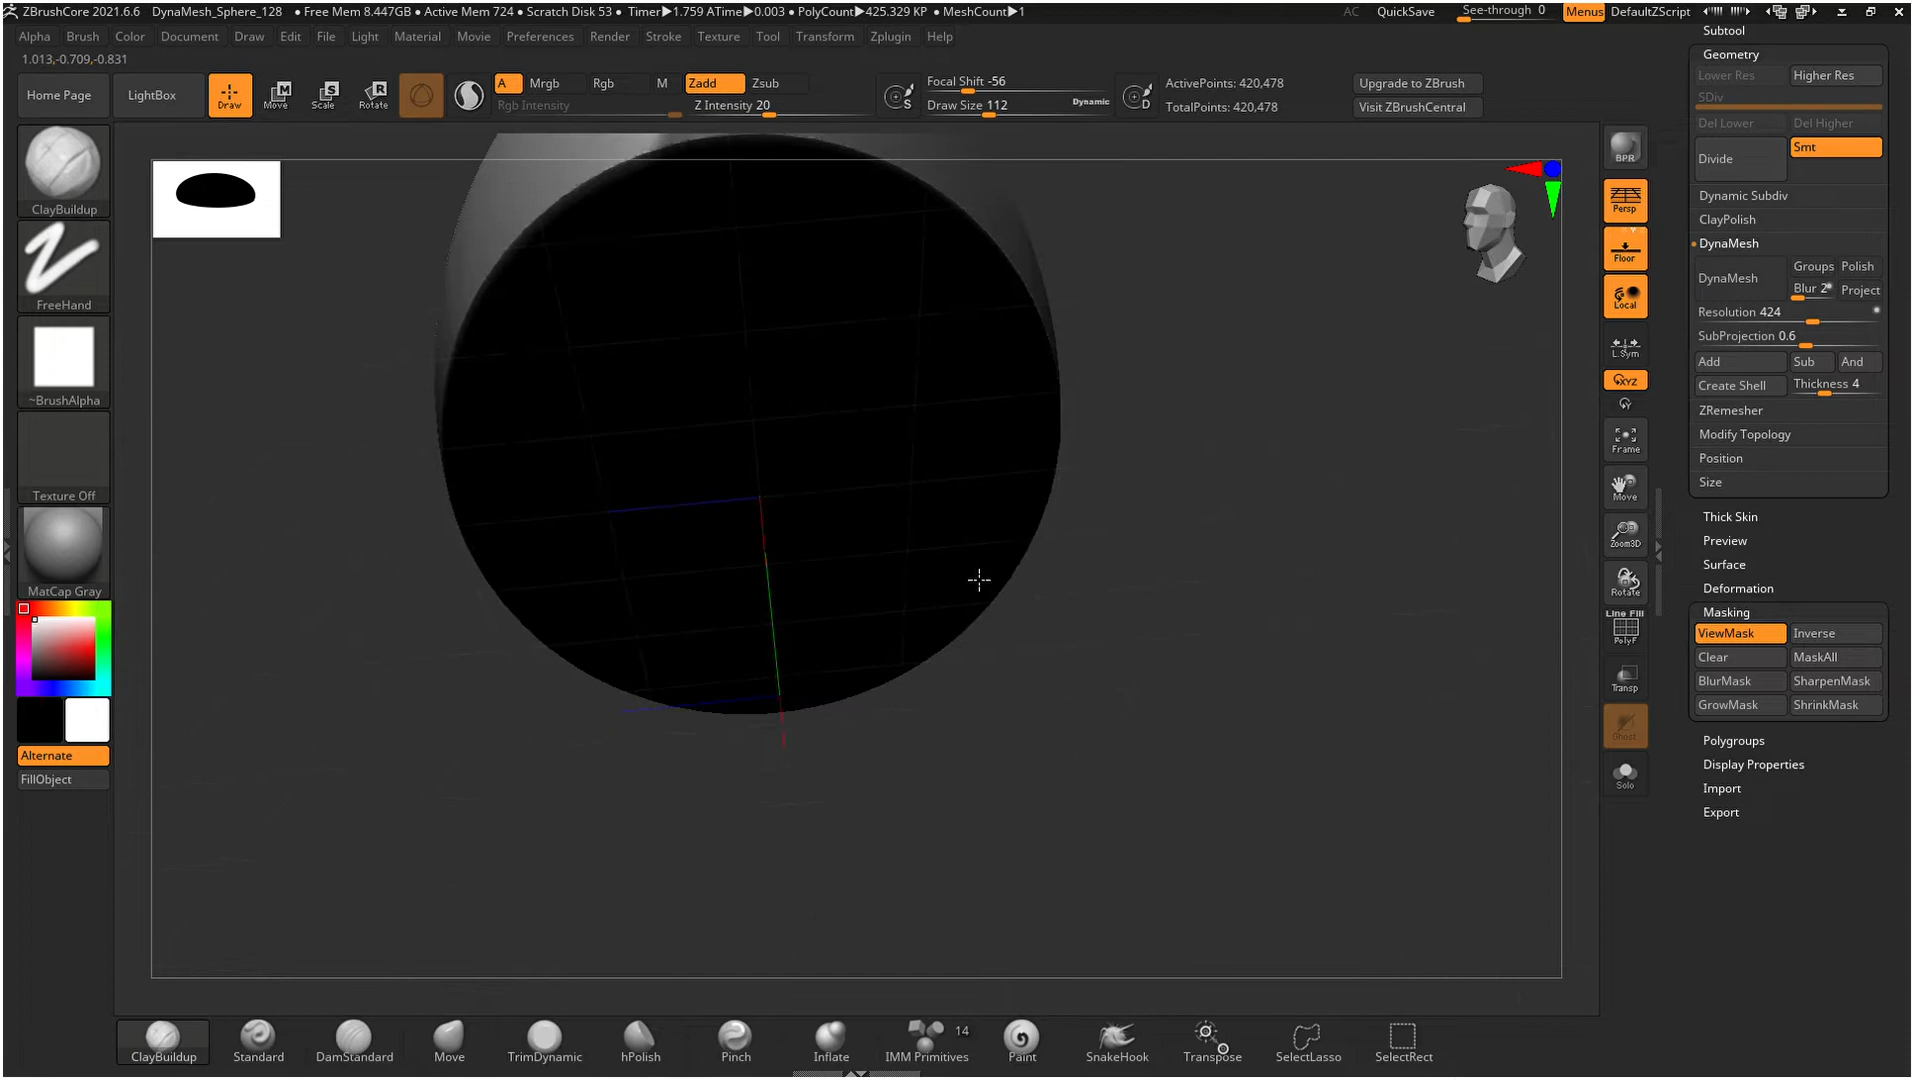 ZBrushCore 2021.6.6 DynaMesh_Sphere_128 • Free Mem 8.447GB • Active Mem 724 • Scratch Disk 53 • Timer▶1.759 ATime▶0.003 • PolyCount▶425.329 KP • MeshCount▶1 AC QuickSave See-through 0 Menus DefaultZScript
Alpha Brush Color Document Draw Edit File Light Material Movie Preferences Render Stroke Texture Tool Transform Zplugin Help
1.013,-0.709,-0.831
Home Page LightBox Draw Move Scale Rotate
A Mrgb Rgb M Zadd Zsub
Rgb Intensity Z Intensity 20
Focal Shift -56
Draw Size 112 Dynamic
S
D
ActivePoints: 420,478
TotalPoints: 420,478
Upgrade to ZBrush
Visit ZBrushCentral
ClayBuildup
FreeHand
~BrushAlpha
Texture Off
MatCap Gray
Alternate
FillObject
BPR
Persp
Floor
Local
L.Sym
XYZ
Frame
Move
Zoom3D
Rotate
Line Fill
PolyF
Transp
Ghost
Solo
Subtool
Geometry
Lower Res Higher Res
SDiv
Del Lower Del Higher
Divide Smt
Dynamic Subdiv
ClayPolish
DynaMesh
DynaMesh Groups Polish
Blur 2 Project
Resolution 424
SubProjection 0.6
Add Sub And
Create Shell Thickness 4
ZRemesher
Modify Topology
Position
Size
Thick Skin
Preview
Surface
Deformation
Masking
ViewMask Inverse
Clear MaskAll
BlurMask SharpenMask
GrowMask ShrinkMask
Polygroups
Display Properties
Import
Export
ClayBuildup Standard DamStandard Move TrimDynamic hPolish Pinch Inflate IMM Primitives 14 Paint SnakeHook Transpose SelectLasso SelectRect